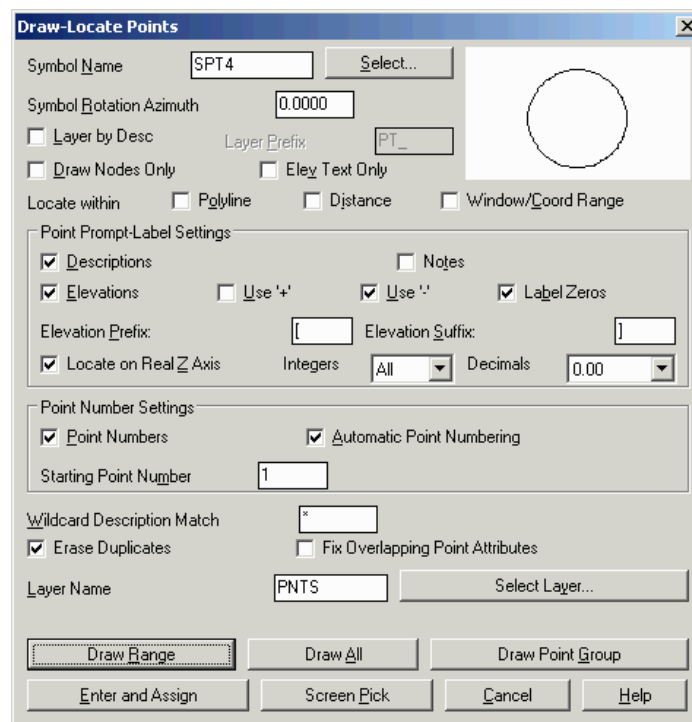 Draw-Locate Points
Symbol Name SPT4 Select...
Symbol Rotation Azimuth 0.0000
Layer by Desc Layer Prefix PT_
Draw Nodes Only Elev Text Only
Locate within Polyline Distance Window/Coord Range
Point Prompt-Label Settings
Descriptions Notes
Elevations Use '+' Use '-' Label Zeros
Elevation Prefix: [ Elevation Suffix: ]
Locate on Real Z Axis Integers All Decimals 0.00
Point Number Settings
Point Numbers Automatic Point Numbering
Starting Point Number 1
Wildcard Description Match *
Erase Duplicates Fix Overlapping Point Attributes
Layer Name PNTS Select Layer...
Draw Range Draw All Draw Point Group
Enter and Assign Screen Pick Cancel Help